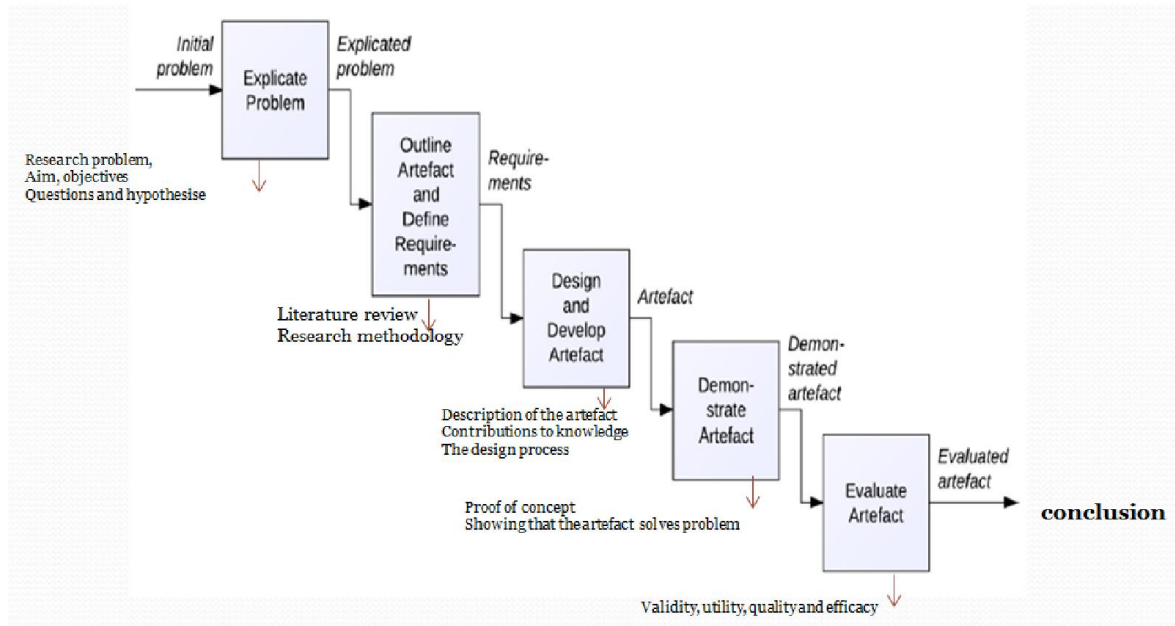 Initial
problem
Explicate
Problem
Explicated
problem
Research problem,
Aim, objectives
Questions and hypothesise
Outline
Artefact
and
Define
Require-
ments
Require-
ments
Literature review
Research methodology
Design
and
Develop
Artefact
Artefact
Description of the artefact
Contributions to knowledge
The design process
Demon-
strate
Artefact
Demon-
strated
artefact
Proof of concept
Showing that the artefact solves problem
Evaluate
Artefact
Evaluated
artefact
conclusion
Validity, utility, quality and efficacy